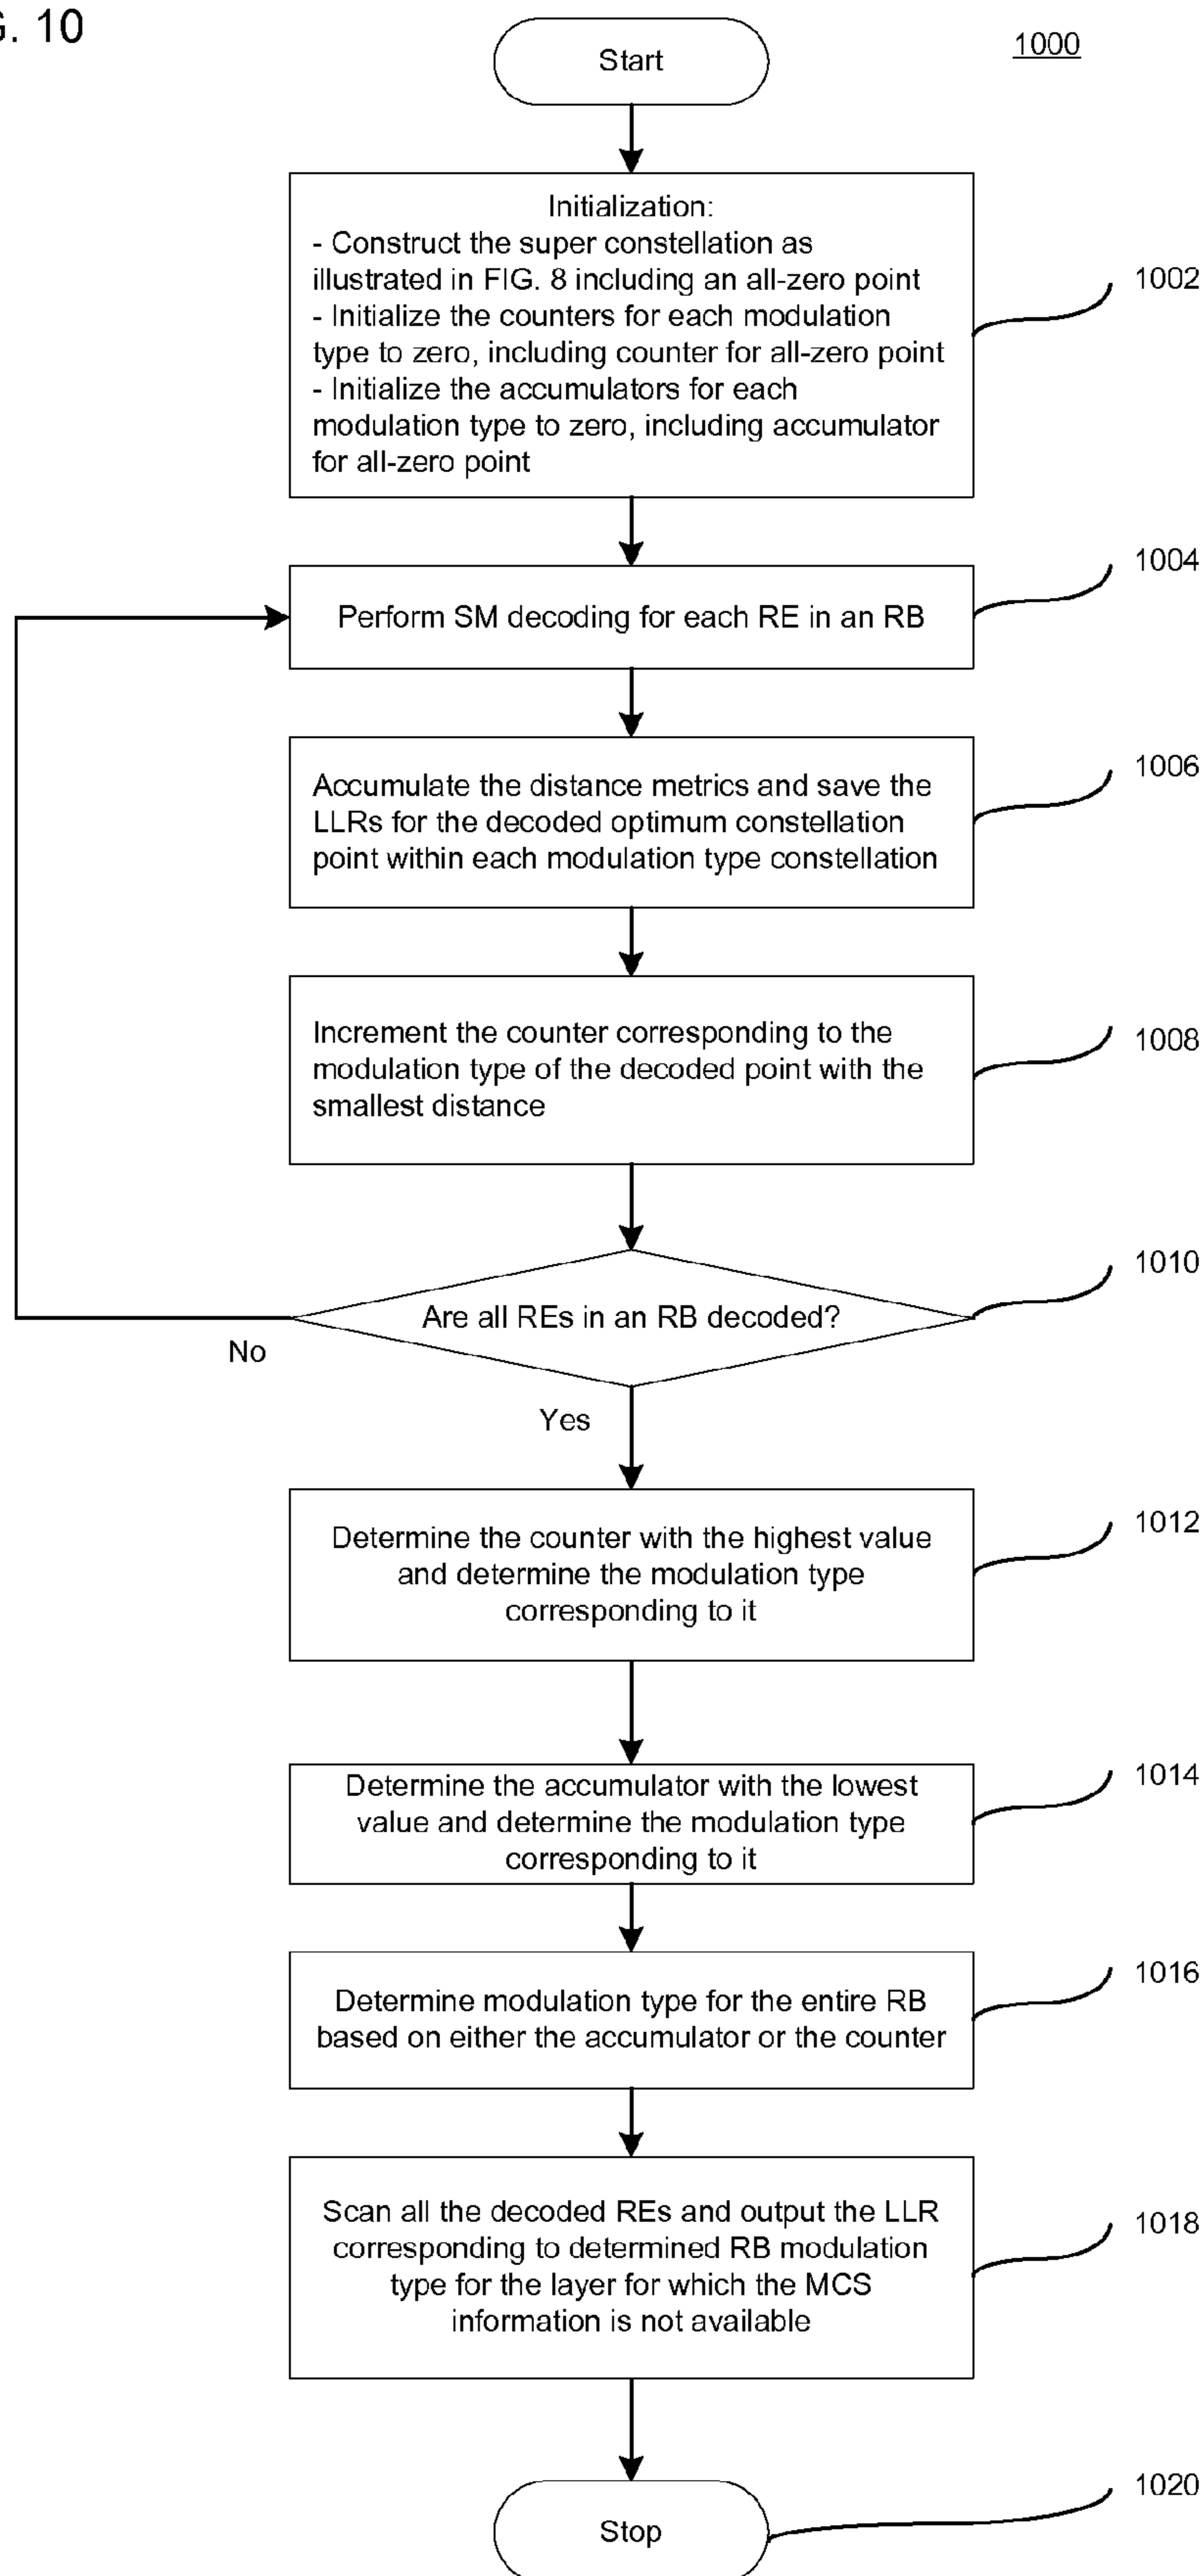 G. 10
1000
Start
Initialization:
- Construct the super constellation as
illustrated in FIG. 8 including an all-zero point
- Initialize the counters for each modulation
type to zero, including counter for all-zero point
- Initialize the accumulators for each
modulation type to zero, including accumulator
for all-zero point
1002
Perform SM decoding for each RE in an RB
1004
Accumulate the distance metrics and save the
LLRs for the decoded optimum constellation
point within each modulation type constellation
1006
Increment the counter corresponding to the
modulation type of the decoded point with the
smallest distance
1008
Are all REs in an RB decoded?
1010
No
Yes
Determine the counter with the highest value
and determine the modulation type
corresponding to it
1012
Determine the accumulator with the lowest
value and determine the modulation type
corresponding to it
1014
Determine modulation type for the entire RB
based on either the accumulator or the counter
1016
Scan all the decoded REs and output the LLR
corresponding to determined RB modulation
type for the layer for which the MCS
information is not available
1018
Stop
1020